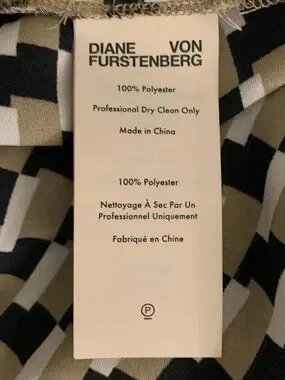 DIANE VON
FURSTENBERG
100% Polyester
Professional Dry Clean Only
Made in China
100% Polyester
Nettoyage À Sec Par Un
Professionnel Uniquement
Fabriqué en Chine
P